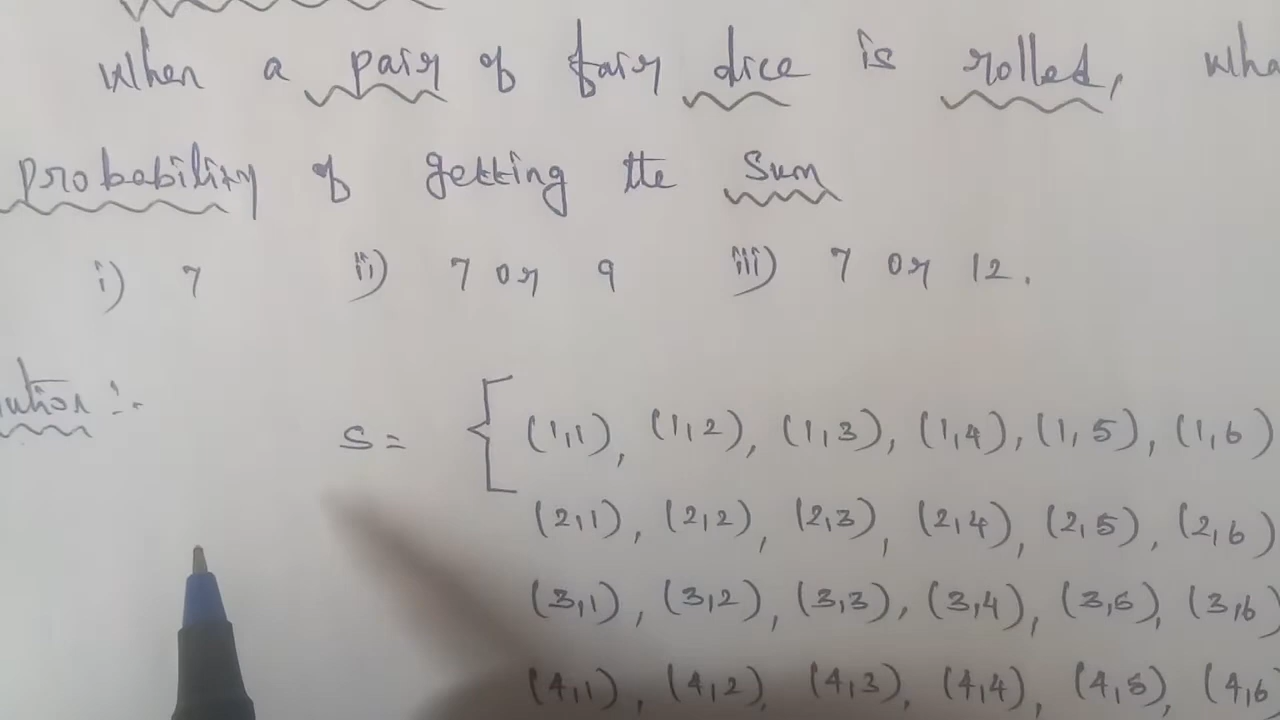 When a pair of fair dice is rolled,
probability of getting the Sum
i) 7 ii) 7 or 9 iii) 7 or 12.
S = { (1,1), (1,2), (1,3), (1,4), (1,5), (1,6)
(2,1), (2,2), (2,3), (2,4), (2,5), (2,6)
(3,1), (3,2), (3,3), (3,4), (3,5), (3,6)
(4,1), (4,2), (4,3), (4,4), (4,5), (4,6